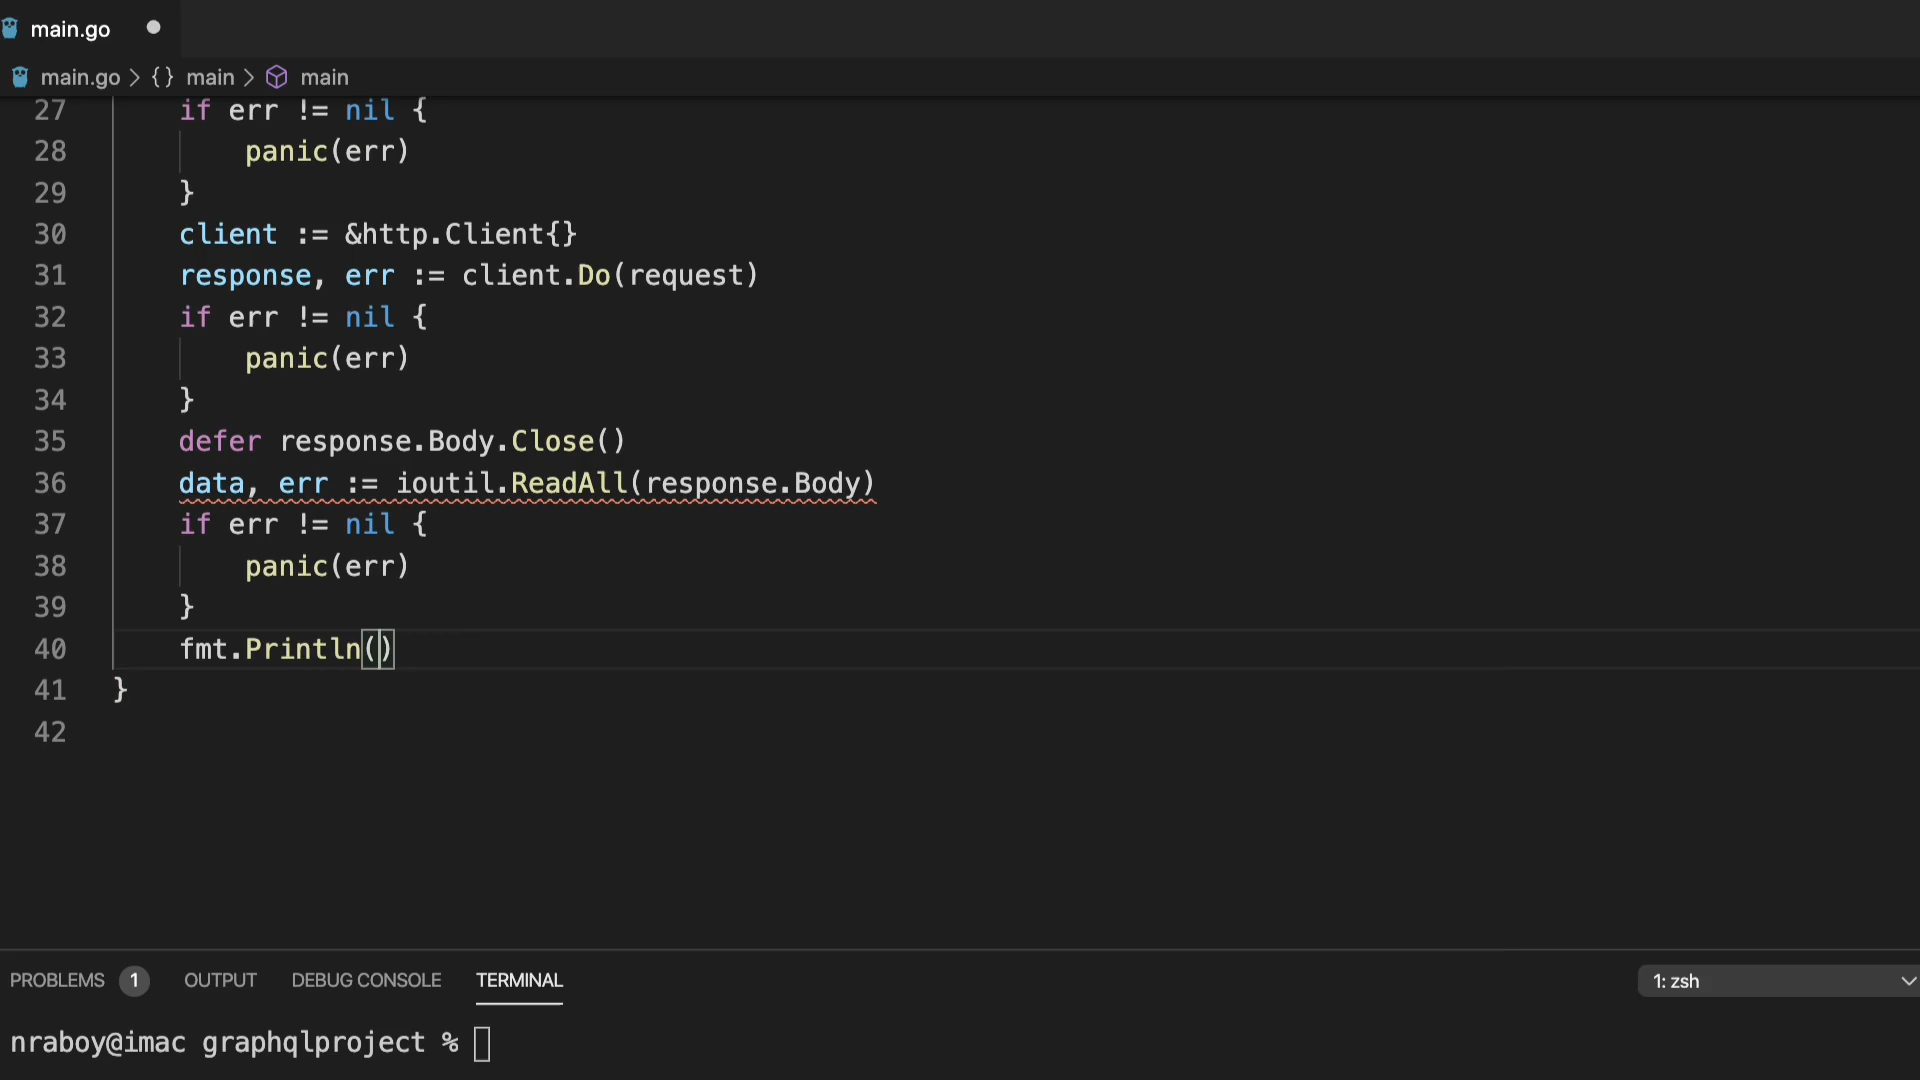 main.go
main.go > {} main > main
27 if err != nil {
28 panic(err)
29 }
30 client := &http.Client{}
31 response, err := client.Do(request)
32 if err != nil {
33 panic(err)
34 }
35 defer response.Body.Close()
36 data, err := ioutil.ReadAll(response.Body)
37 if err != nil {
38 panic(err)
39 }
40 fmt.Println()
41 }
42
PROBLEMS 1 OUTPUT DEBUG CONSOLE TERMINAL 1: zsh
nraboy@imac graphqlproject %